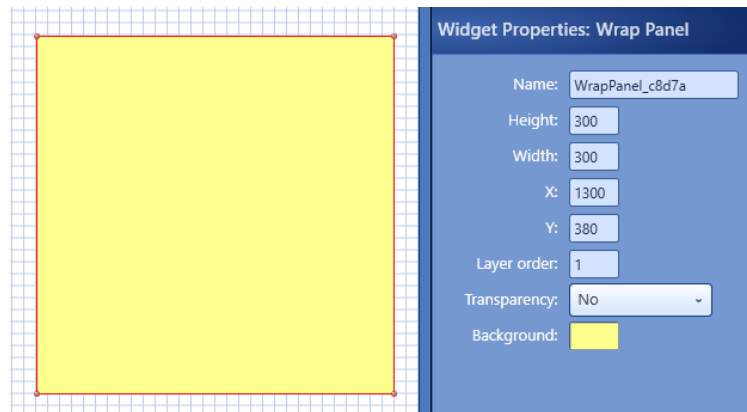 Widget Properties: Wrap Panel
Name: WrapPanel_c8d7a
Height: 300
Width: 300
X: 1300
Y: 380
Layer order: 1
Transparency: No
Background: